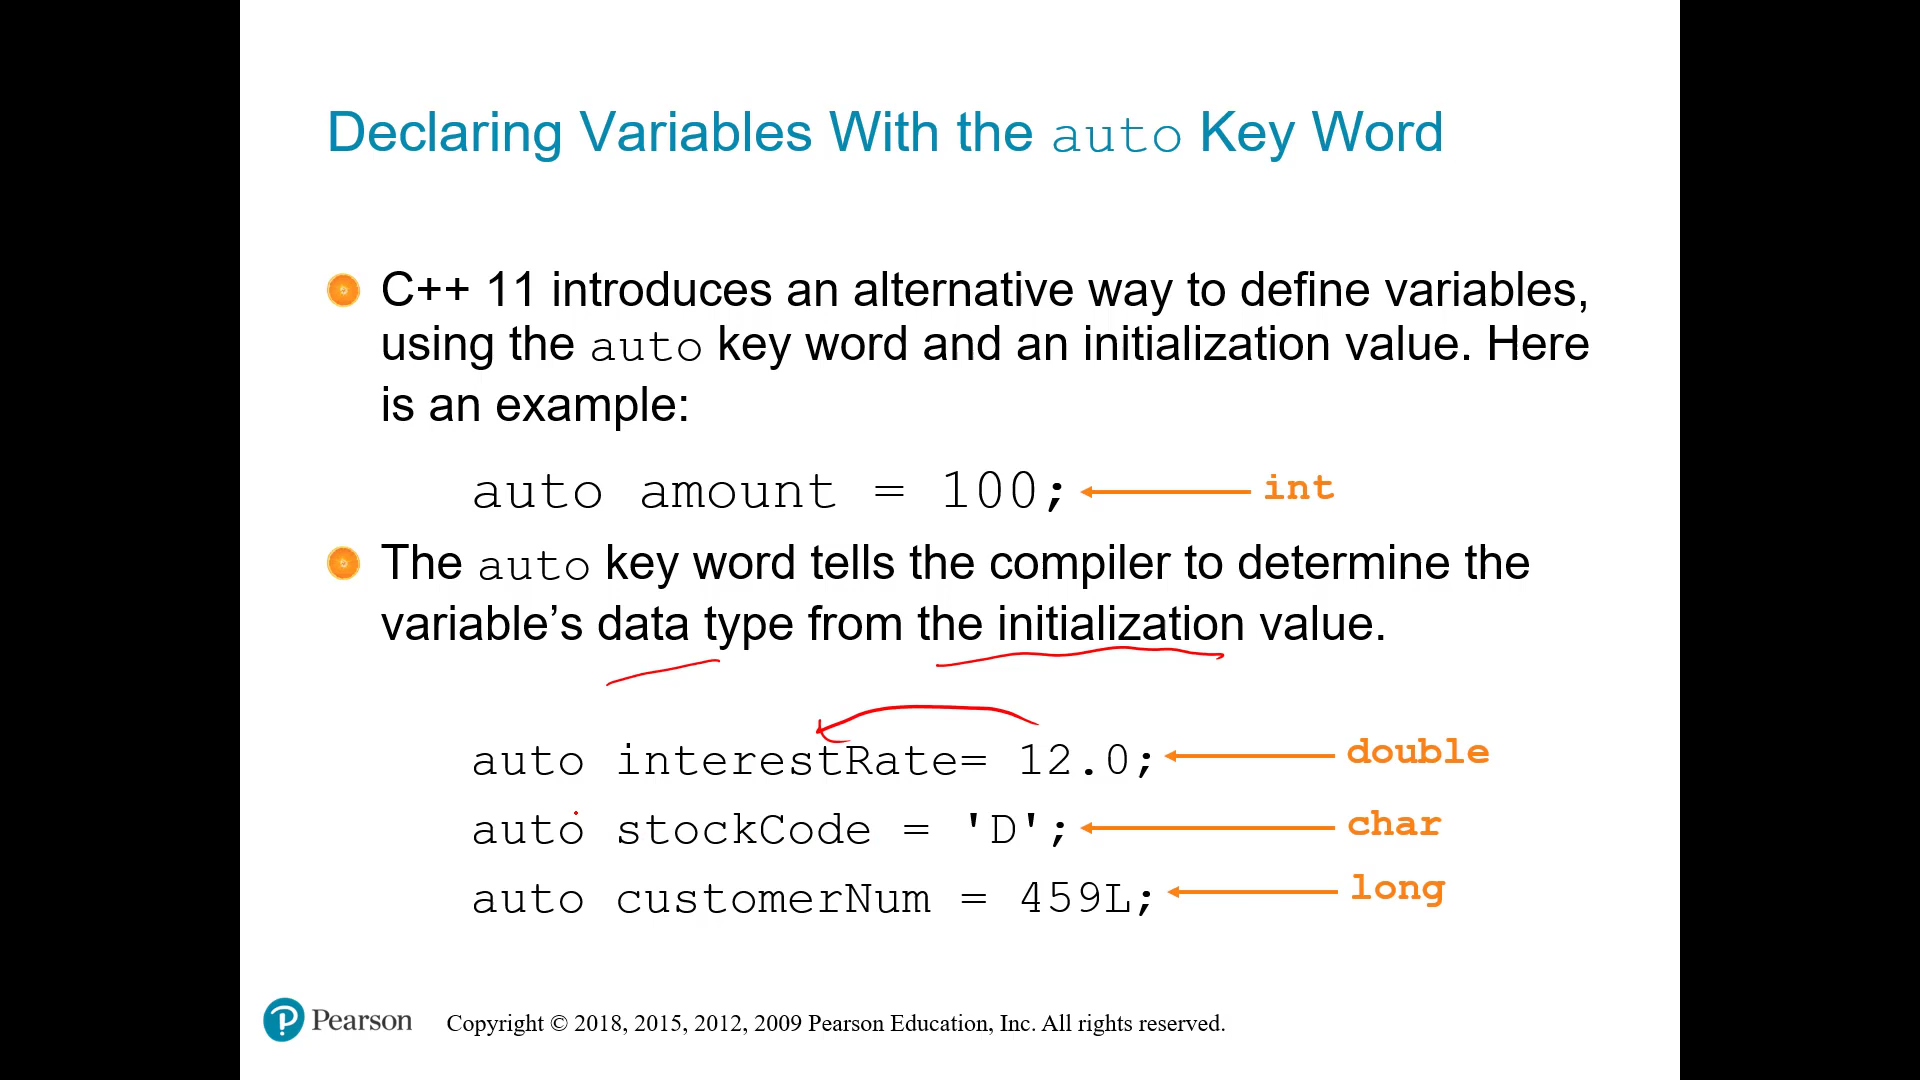 Declaring Variables With the auto Key Word
C++ 11 introduces an alternative way to define variables,
using the auto key word and an initialization value. Here
is an example:
auto amount = 100; int
The auto key word tells the compiler to determine the
variable’s data type from the initialization value.
auto interestRate= 12.0; double
auto stockCode = 'D'; char
auto customerNum = 459L; long
Pearson Copyright © 2018, 2015, 2012, 2009 Pearson Education, Inc. All rights reserved.